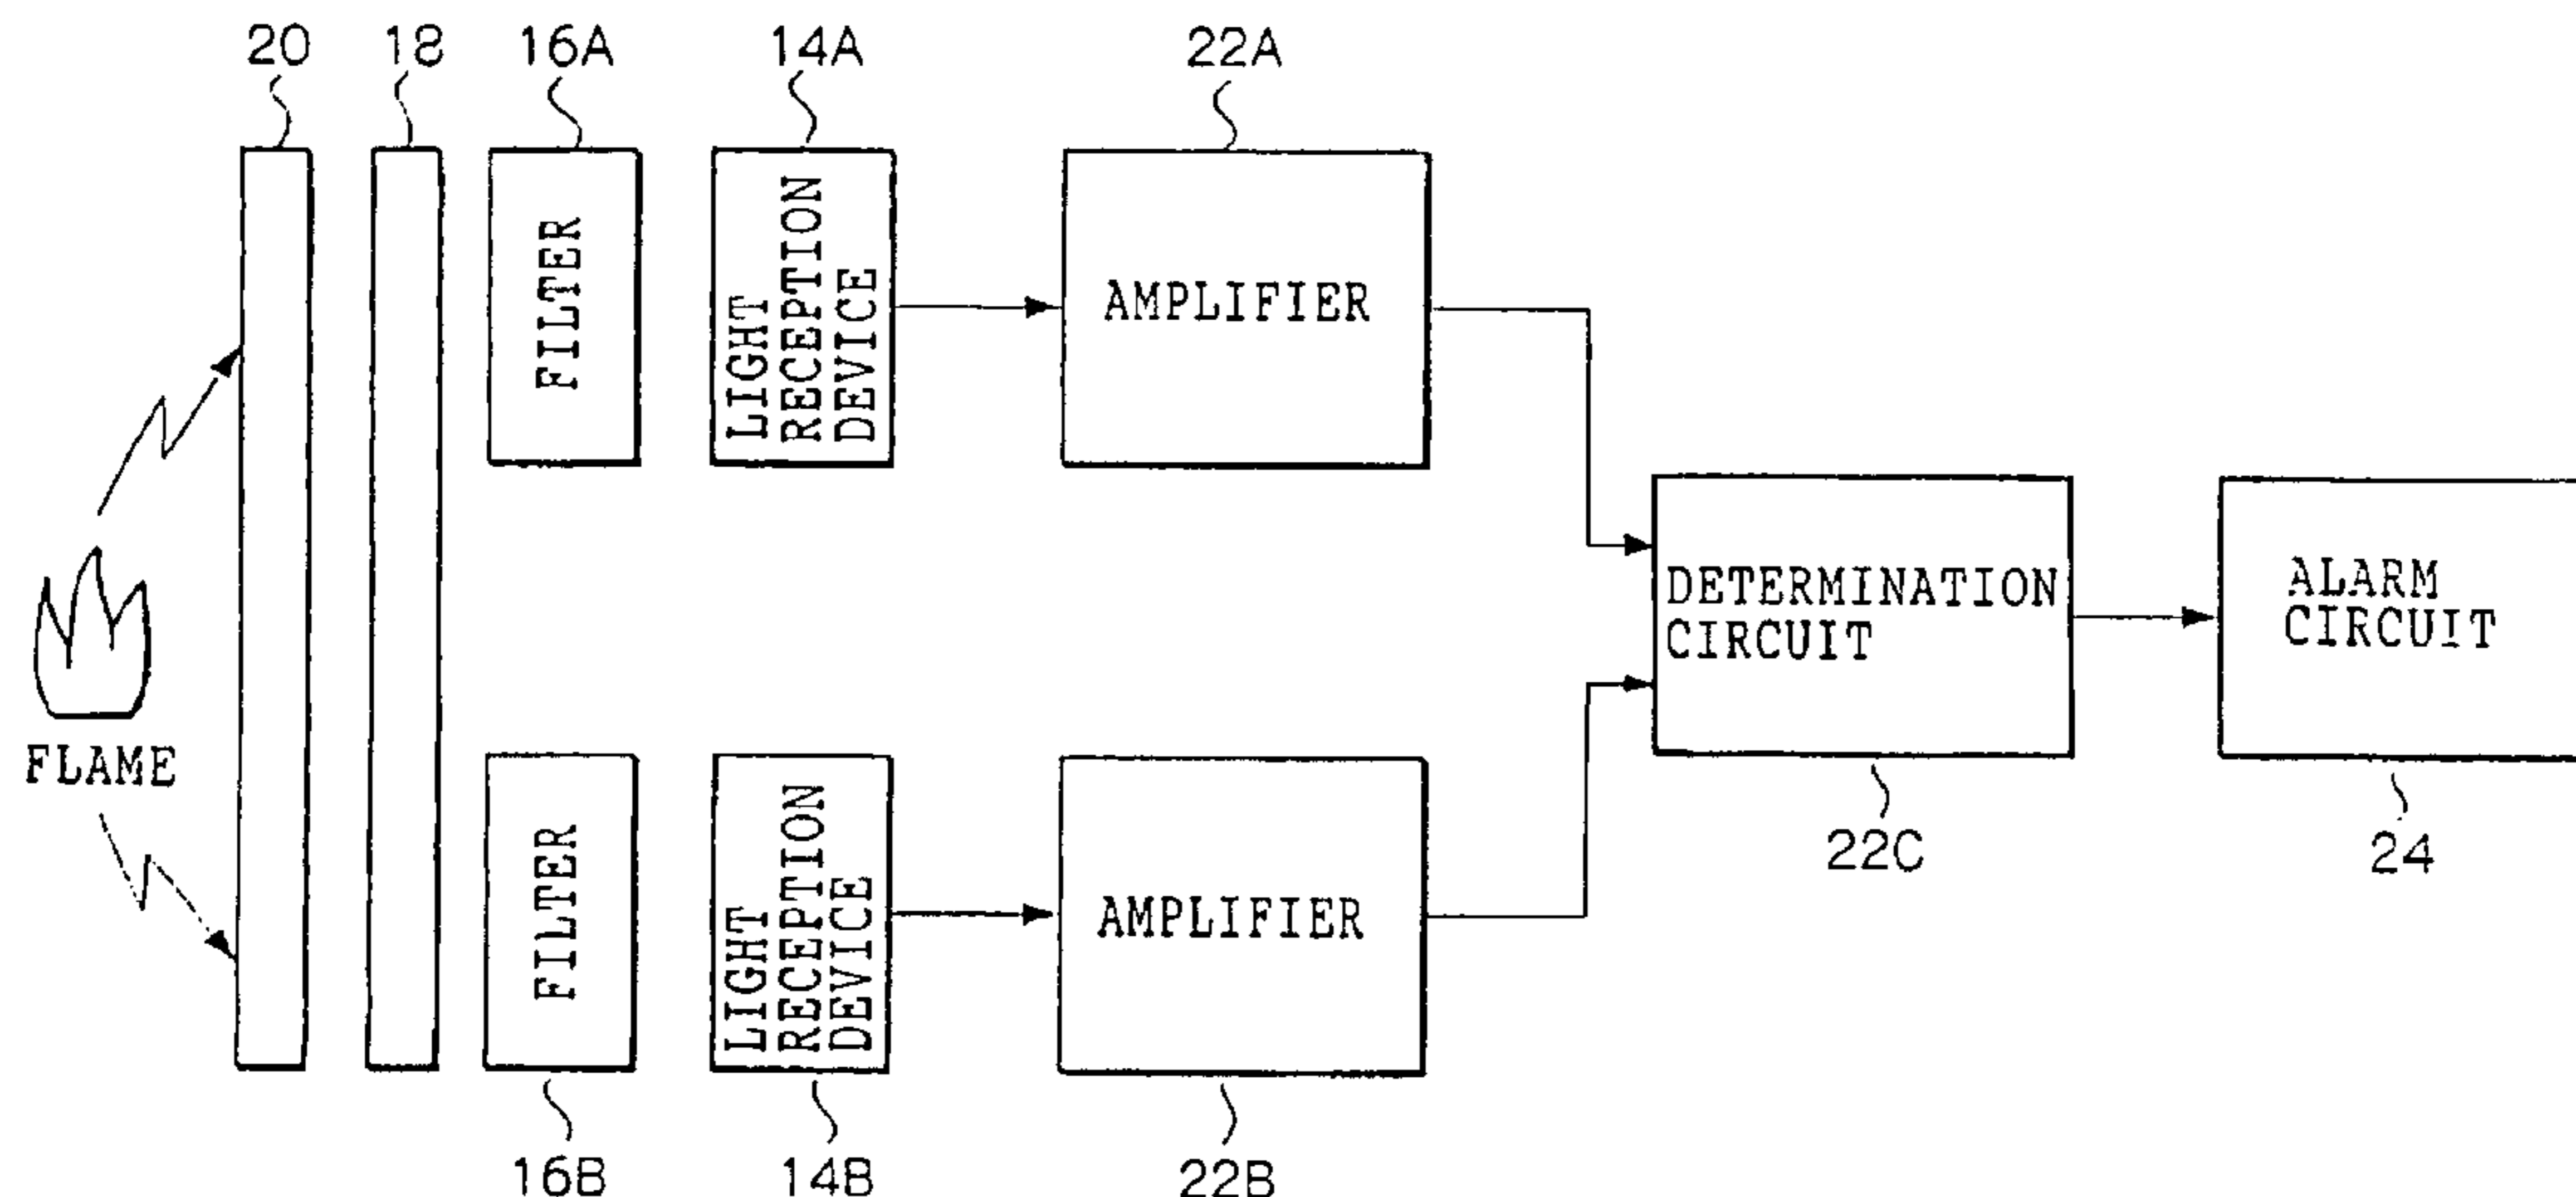 20
18
16A
14A
22A
FILTER
LIGHT
RECEPTION
DEVICE
AMPLIFIER
FLAME
DETERMINATION
CIRCUIT
ALARM
CIRCUIT
22C
24
FILTER
LIGHT
RECEPTION
DEVICE
AMPLIFIER
16B
14B
22B